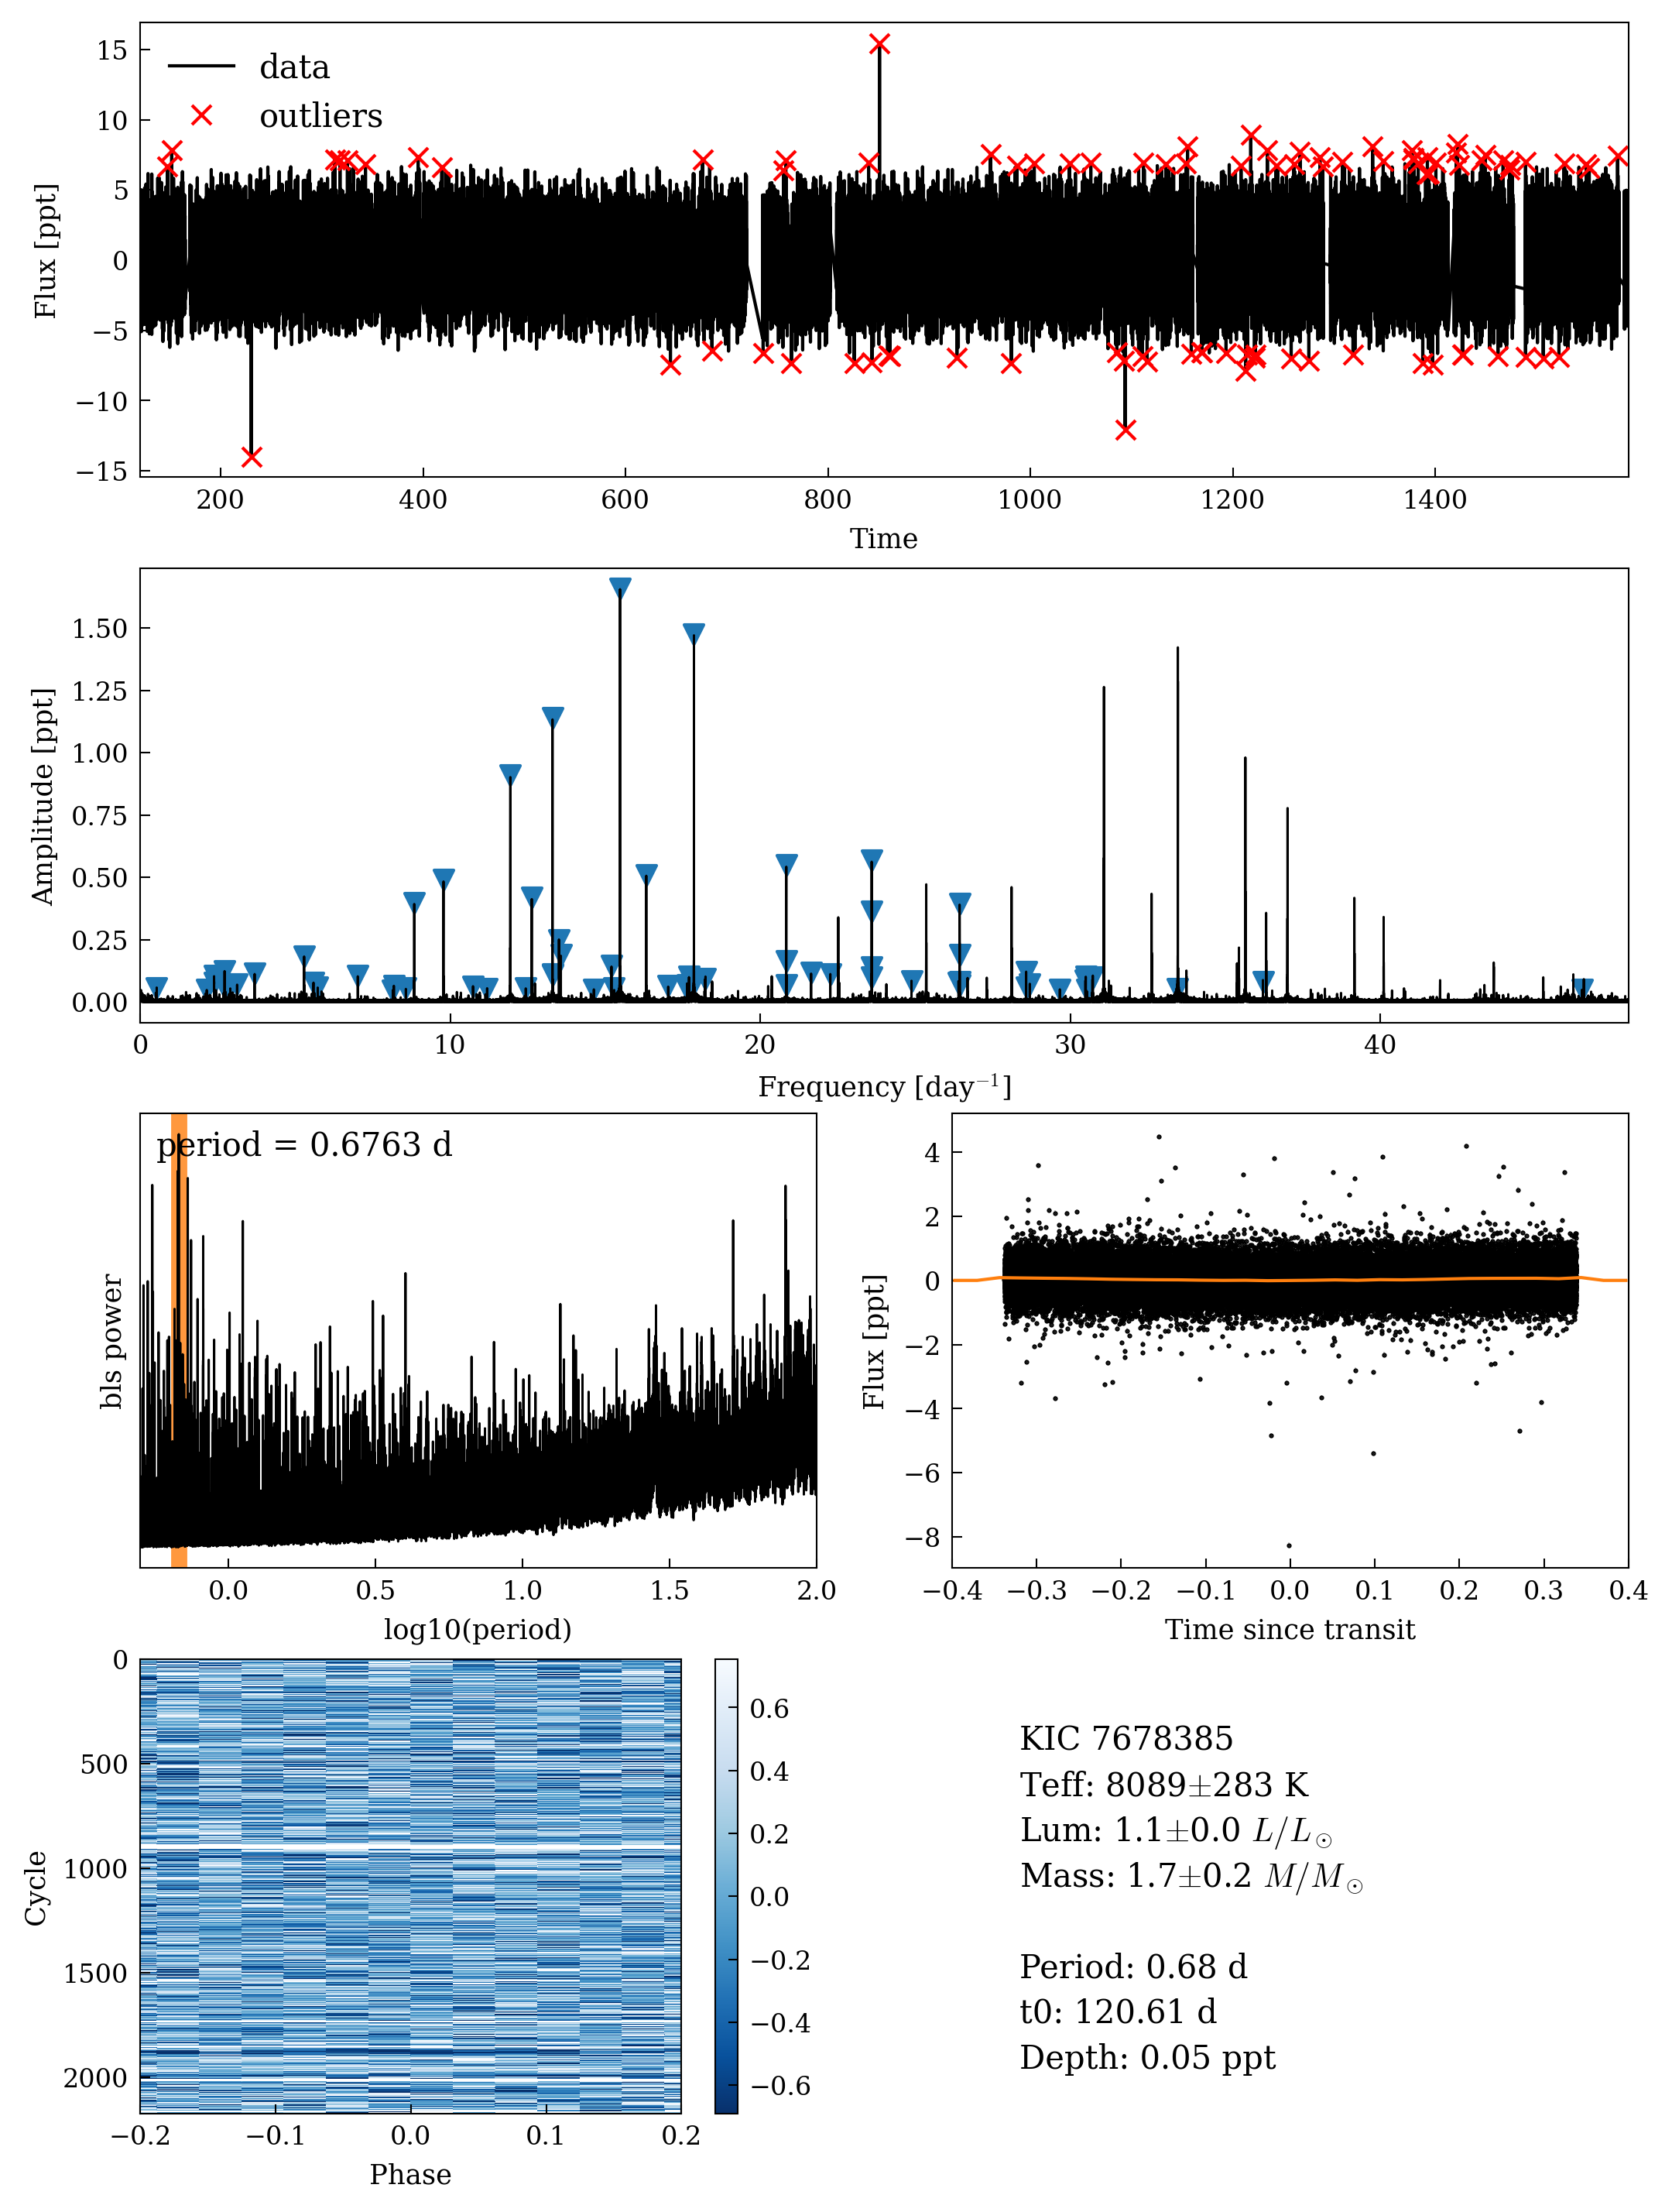 15
10
5
0
−5
−10
−15
Flux [ppt]
data
outliers
200 400 600 800 1000 1200 1400
Time
1.50
1.25
1.00
0.75
0.50
0.25
0.00
Amplitude [ppt]
0 10 20 30 40
Frequency [day⁻¹]
period = 0.6763 d
bls power
0.0 0.5 1.0 1.5 2.0
log10(period)
4
2
0
−2
−4
−6
−8
Flux [ppt]
−0.4 −0.3 −0.2 −0.1 0.0 0.1 0.2 0.3 0.4
Time since transit
0
500
1000
1500
2000
Cycle
−0.2 −0.1 0.0 0.1 0.2
Phase
0.6
0.4
0.2
0.0
−0.2
−0.4
−0.6
KIC 7678385
Teff: 8089±283 K
Lum: 1.1±0.0 L/L⊙
Mass: 1.7±0.2 M/M⊙
Period: 0.68 d
t0: 120.61 d
Depth: 0.05 ppt